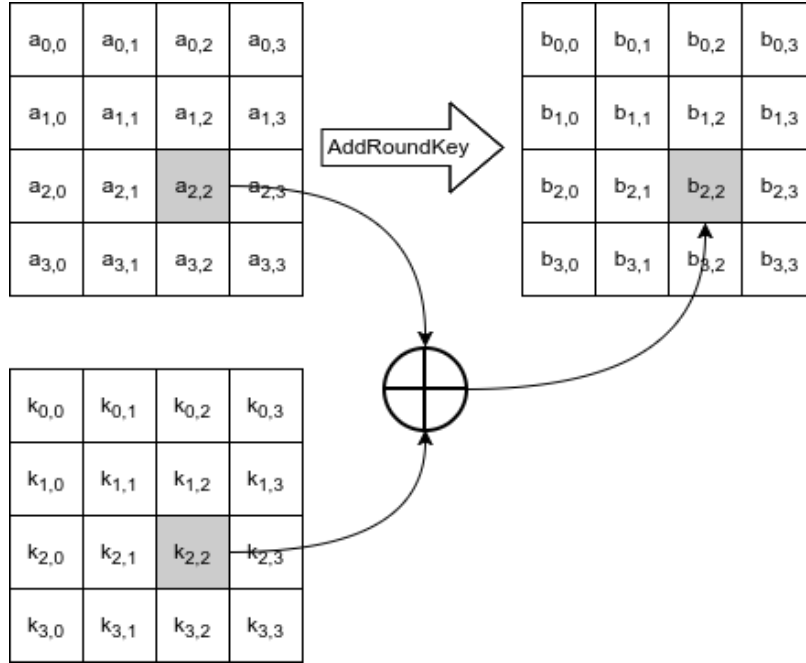 a0,0 a0,1 a0,2 a0,3 b0,0 b0,1 b0,2 b0,3
a1,0 a1,1 a1,2 a1,3 b1,0 b1,1 b1,2 b1,3
AddRoundKey
a2,0 a2,1 a2,2 a2,3 b2,0 b2,1 b2,2 b2,3
a3,0 a3,1 a3,2 a3,3 b3,0 b3,1 b3,2 b3,3
k0,0 k0,1 k0,2 k0,3
k1,0 k1,1 k1,2 k1,3
k2,0 k2,1 k2,2 k2,3
k3,0 k3,1 k3,2 k3,3